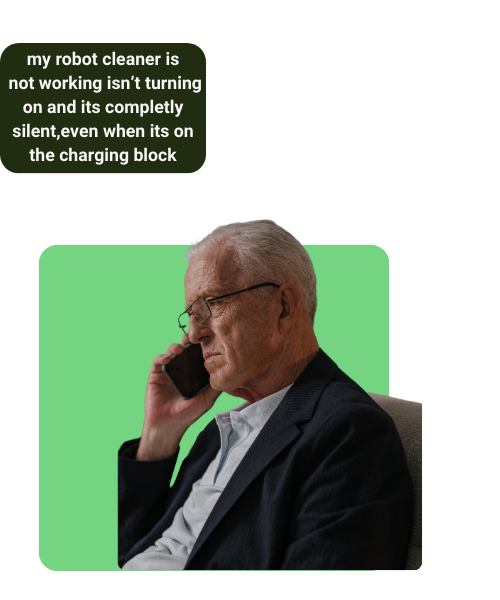 my robot cleaner is
not working isn't turning
on and its completly
silent,even when its on
the charging block